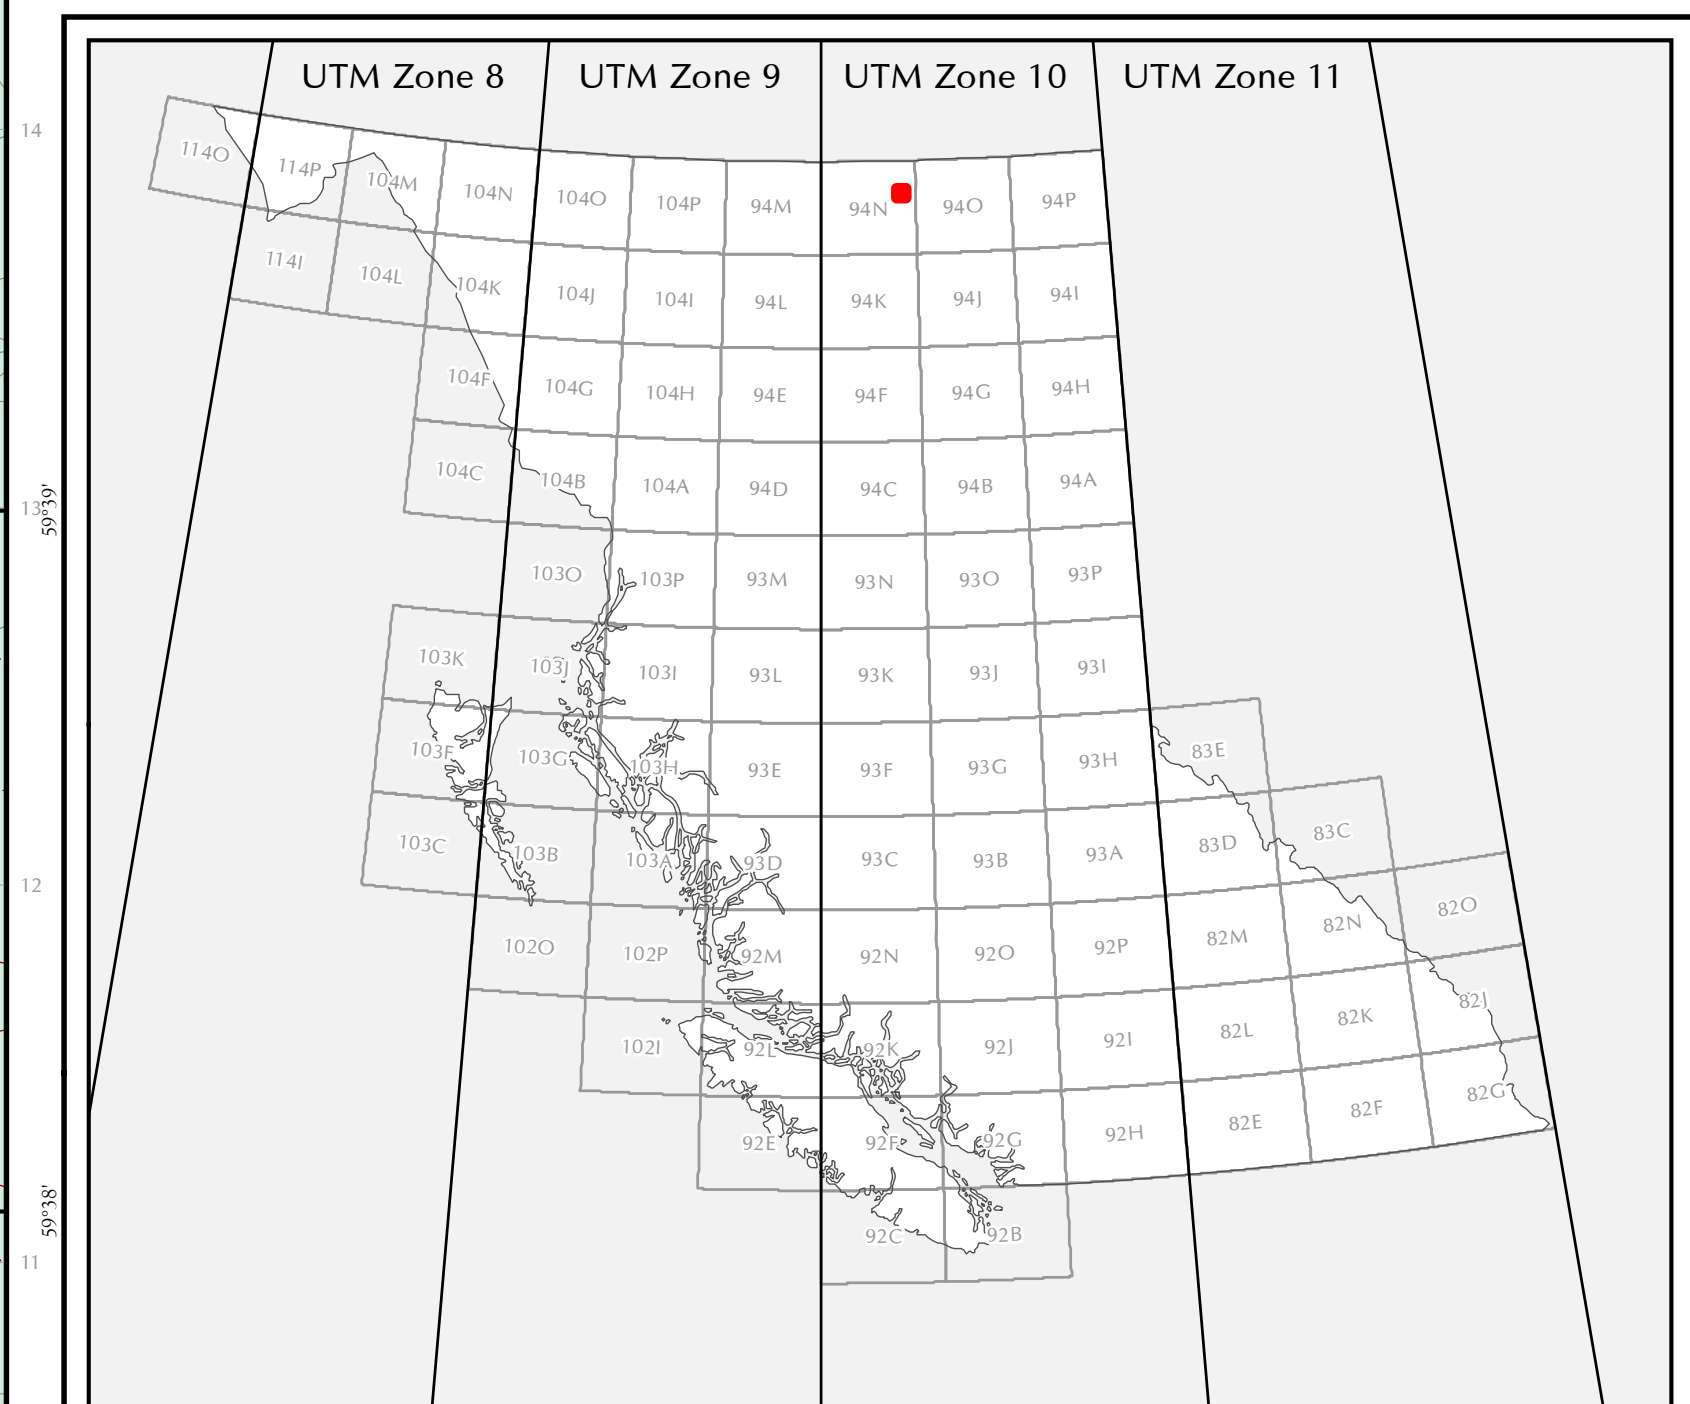 UTM Zone 8 UTM Zone 9 UTM Zone 10 UTM Zone 11
14
114O 114P 104M 104N 104O 104P 94M 94N 94O 94P
114I 104L 104K 104J 104I 94L 94K 94J 94I
104F 104G 104H 94E 94F 94G 94H
104C 104B 104A 94D 94C 94B 94A
13
59°39'
103O 103P 93M 93N 93O 93P
103K 103J 103I 93L 93K 93J 93I
103F 103G 103H 93E 93F 93G 93H 83E
103C 103B 103A 93D 93C 93B 93A 83D 83C
12
102O 102P 92M 92N 92O 92P 82M 82N 82O
102I 92L 92K 92J 92I 82L 82K 82J
92E 92F 92G 92H 82E 82F 82G
59°38'
92C 92B
11